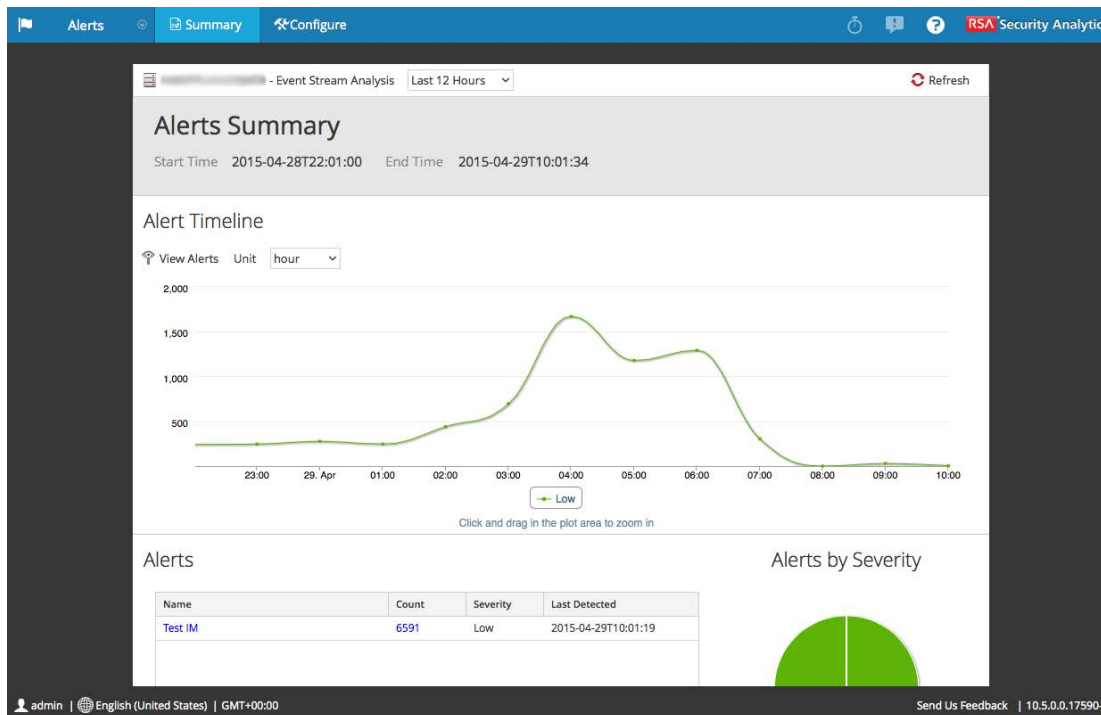 Alerts Summary Configure RSA Security Analytic
- Event Stream Analysis Last 12 Hours Refresh
Alerts Summary
Start Time 2015-04-28T22:01:00 End Time 2015-04-29T10:01:34
Alert Timeline
View Alerts Unit hour
2,000
1,500
1,000
500
23:00 29. Apr 01:00 02:00 03:00 04:00 05:00 06:00 07:00 08:00 09:00 10:00
Low
Click and drag in the plot area to zoom in
Alerts Alerts by Severity
Name Count Severity Last Detected
Test IM 6591 Low 2015-04-29T10:01:19
admin | English (United States) | GMT+00:00 Send Us Feedback | 10.5.0.0.17590-